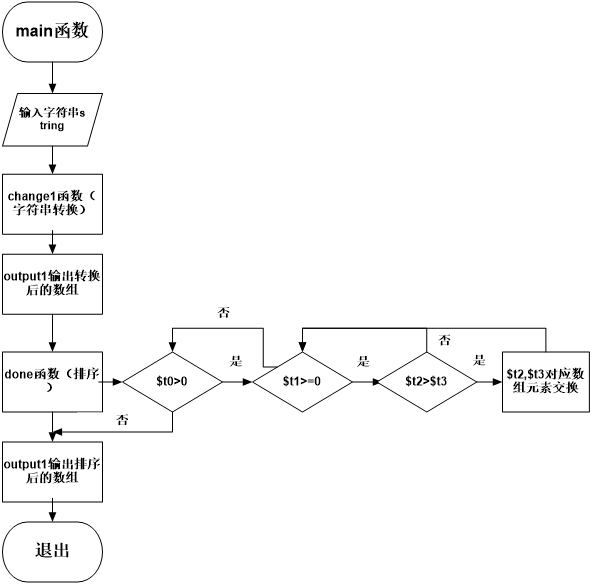 main函数
输入字符串s
tring
change1函数（
字符串转换）
output1输出转换
后的数组
否
done函数（排序
）
$t0>0
是
$t1>=0
是
$t2>$t3
否
是
$t2,$t3对应数
组元素交换
否
output1输出排序
后的数组
退出